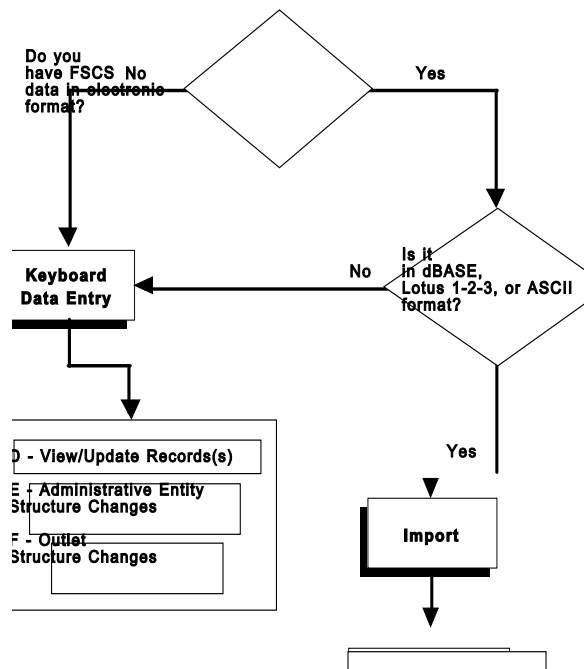 Do you
have FSCS No
data in electronic
format?
Yes
Is it
in dBASE,
Lotus 1-2-3, or ASCII
format?
No
Keyboard
Data Entry
D - View/Update Records(s)
E - Administrative Entity
Structure Changes
F - Outlet
Structure Changes
Yes
Import